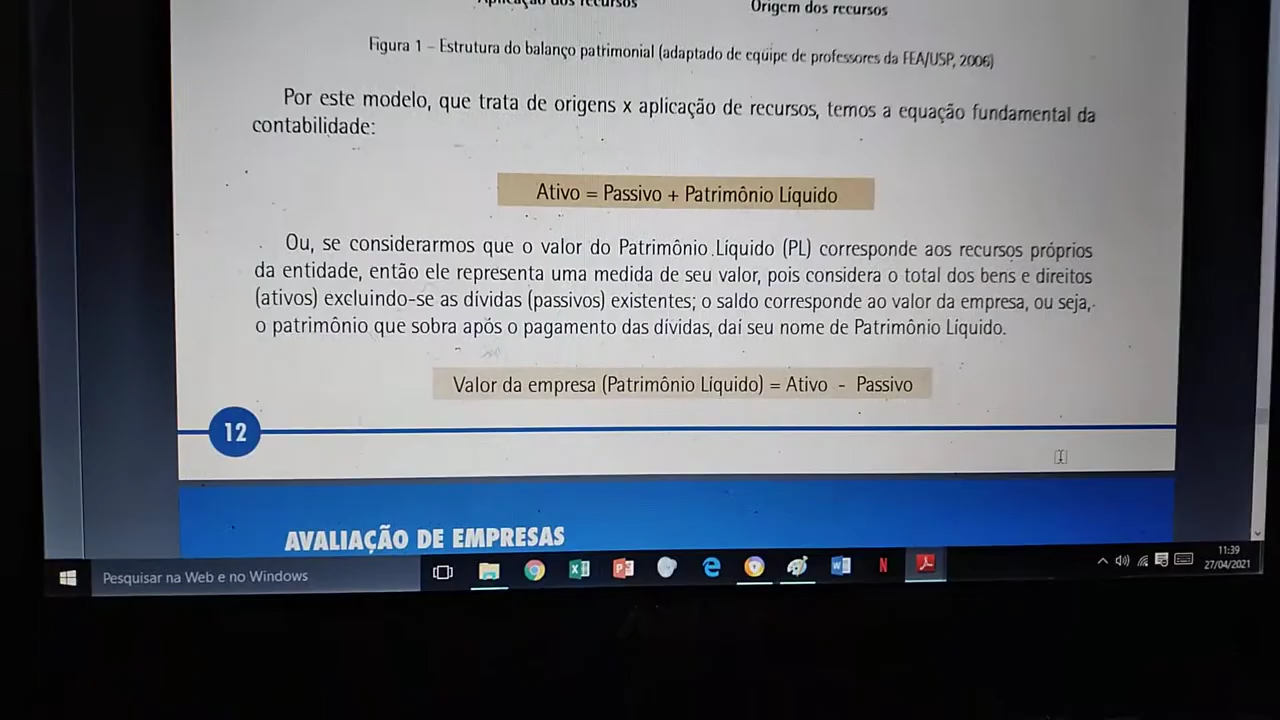 Aplicação dos recursos
Origem dos recursos
Figura 1 – Estrutura do balanço patrimonial (adaptado de equipe de professores da FEA/USP, 2006)
Por este modelo, que trata de origens x aplicação de recursos, temos a equação fundamental da
contabilidade:
Ativo = Passivo + Patrimônio Líquido
Ou, se considerarmos que o valor do Patrimônio Líquido (PL) corresponde aos recursos próprios
da entidade, então ele representa uma medida de seu valor, pois considera o total dos bens e direitos
(ativos) excluindo-se as dívidas (passivos) existentes; o saldo corresponde ao valor da empresa, ou seja,
o patrimônio que sobra após o pagamento das dívidas, daí seu nome de Patrimônio Líquido.
Valor da empresa (Patrimônio Líquido) = Ativo - Passivo
12
AVALIAÇÃO DE EMPRESAS
Pesquisar na Web e no Windows
11:39
27/04/2021